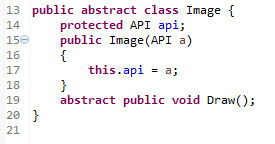 13 public abstract class Image {
14     protected API api;
15     public Image(API a)
16     {
17         this.api = a;
18     }
19     abstract public void Draw();
20 }
21